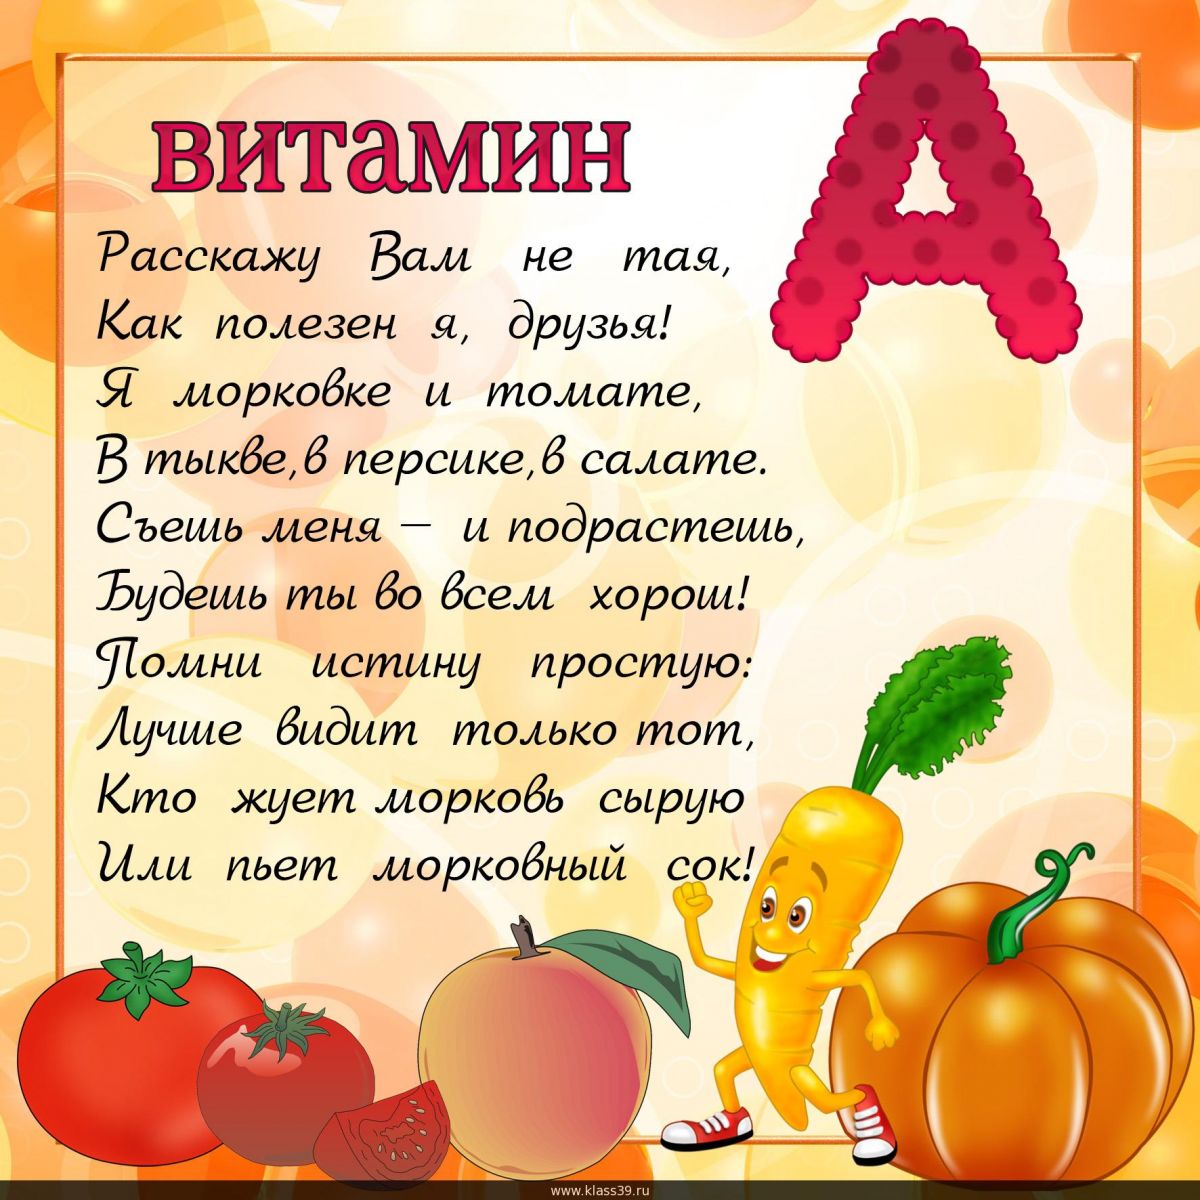 витамин А
Расскажу Вам не тая,
Как полезен я, друзья!
Я морковке и томате,
В тыкве,в персике,в салате.
Съешь меня – и подрастешь,
Будешь ты во всем хорош!
Помни истину простую:
Лучше видит только тот,
Кто жует морковь сырую
Или пьет морковный сок!
www.klass39.ru